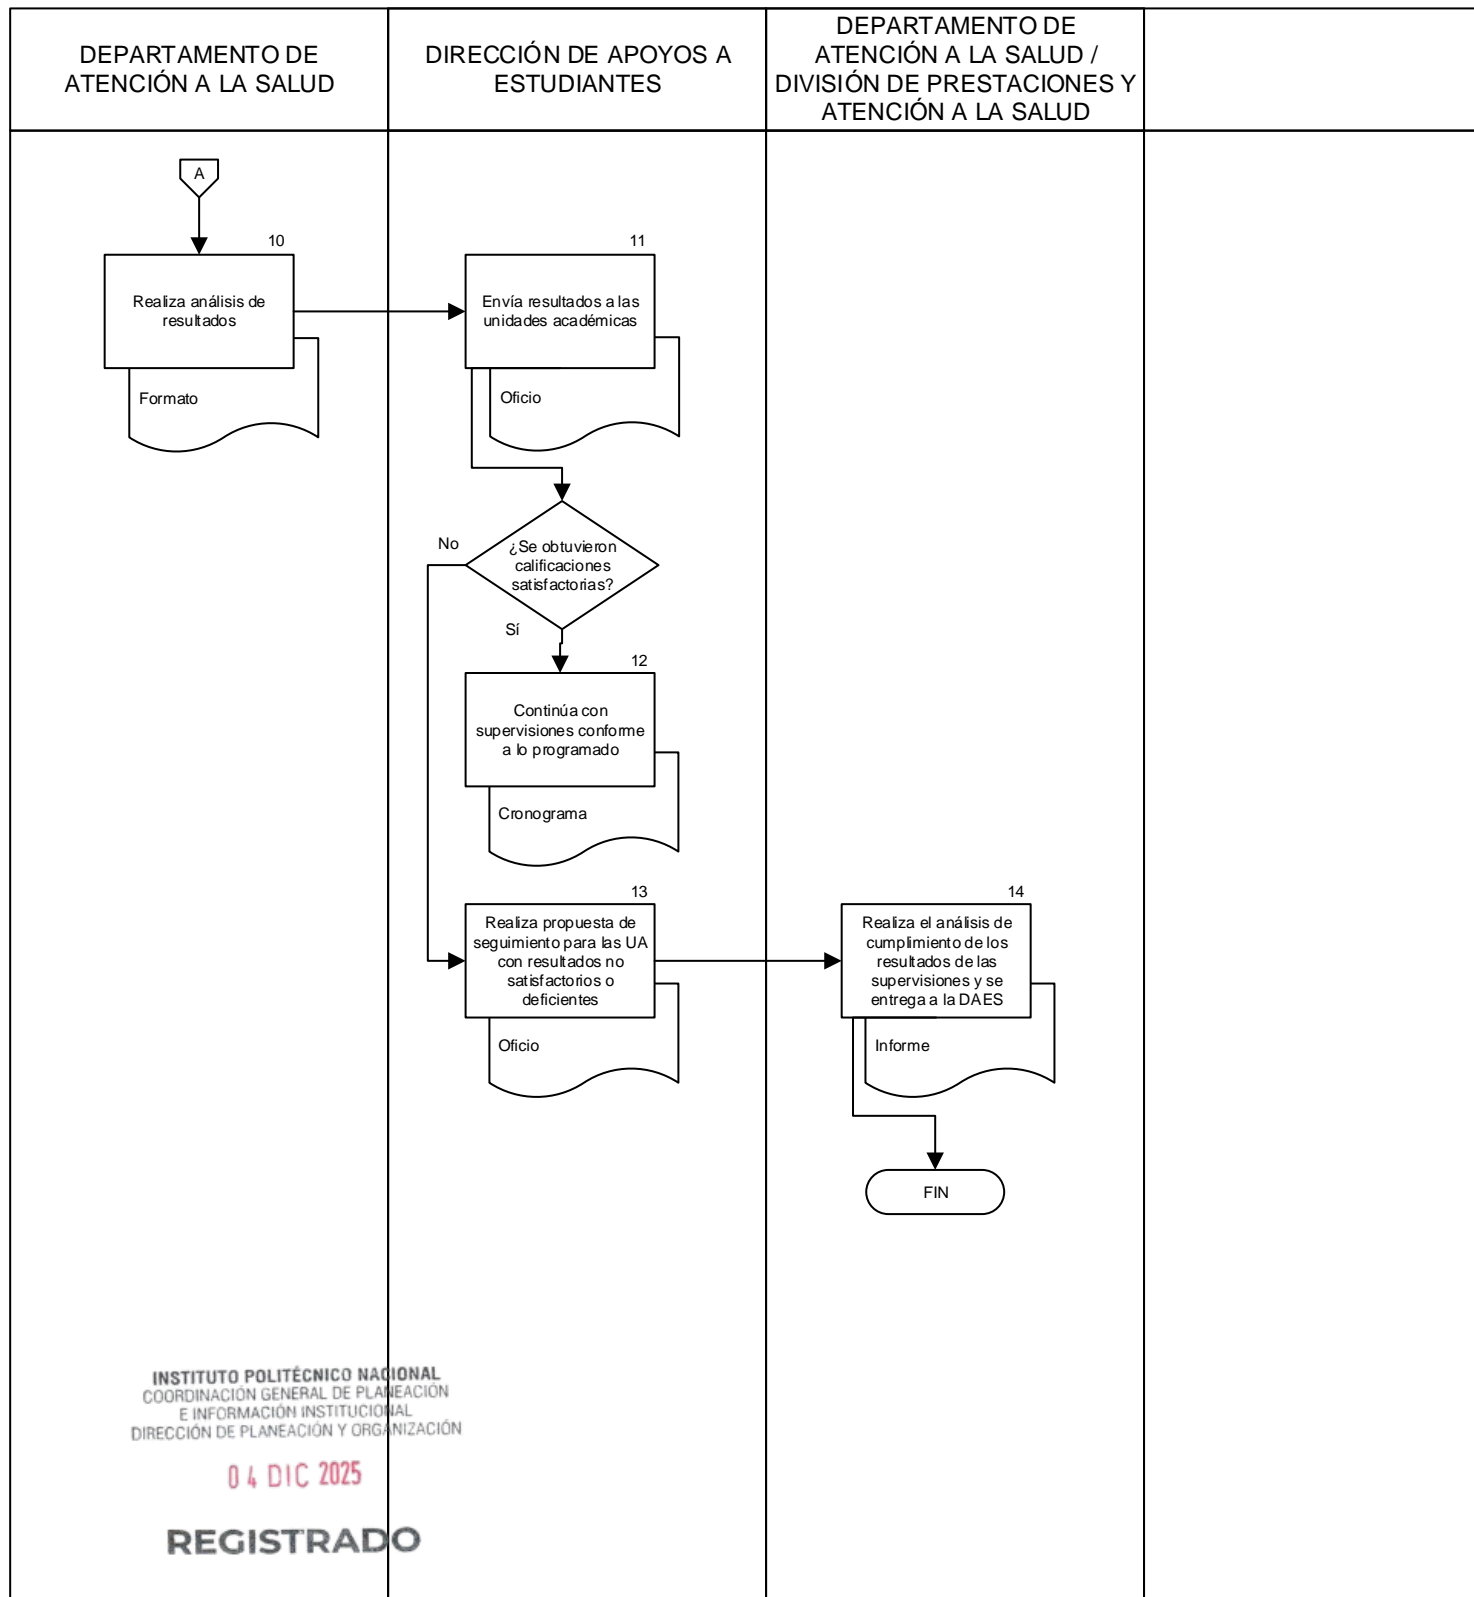 DEPARTAMENTO DE
ATENCIÓN A LA SALUD
DIRECCIÓN DE APOYOS A
ESTUDIANTES
DEPARTAMENTO DE
ATENCIÓN A LA SALUD /
DIVISIÓN DE PRESTACIONES Y
ATENCIÓN A LA SALUD
A
10
Realiza análisis de
resultados
Formato
11
Envía resultados a las
unidades académicas
Oficio
¿Se obtuvieron
calificaciones
satisfactorias?
No
Sí
12
Continúa con
supervisiones conforme
a lo programado
Cronograma
13
Realiza propuesta de
seguimiento para las UA
con resultados no
satisfactorios o
deficientes
Oficio
14
Realiza el análisis de
cumplimiento de los
resultados de las
supervisiones y se
entrega a la DAES
Informe
FIN
INSTITUTO POLITÉCNICO NACIONAL
COORDINACIÓN GENERAL DE PLANEACIÓN
E INFORMACIÓN INSTITUCIONAL
DIRECCIÓN DE PLANEACIÓN Y ORGANIZACIÓN
04 DIC 2025
REGISTRADO